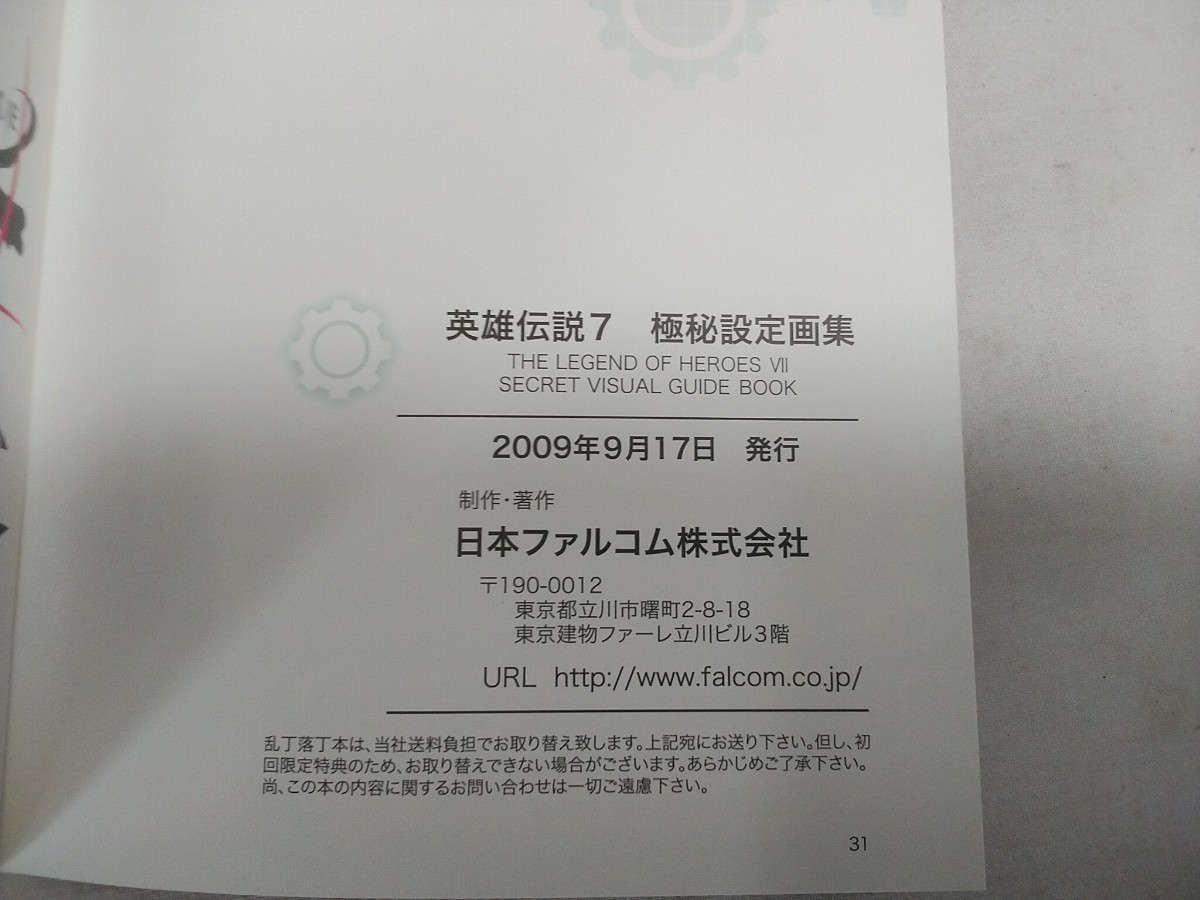 英雄伝説7 極秘設定画集
THE LEGEND OF HEROES VII
SECRET VISUAL GUIDE BOOK
2009年9月17日 発行
制作・著作
日本ファルコム株式会社
〒190-0012
東京都立川市曙町2-8-18
東京建物ファーレ立川ビル3階
URL http://www.falcom.co.jp/
乱丁落丁本は、当社送料負担でお取り替え致します。上記宛にお送り下さい。但し、初
回限定特典のため、お取り替えできない場合がございます。あらかじめご了承下さい。
尚、この本の内容に関するお問い合わせは一切ご遠慮下さい。
31